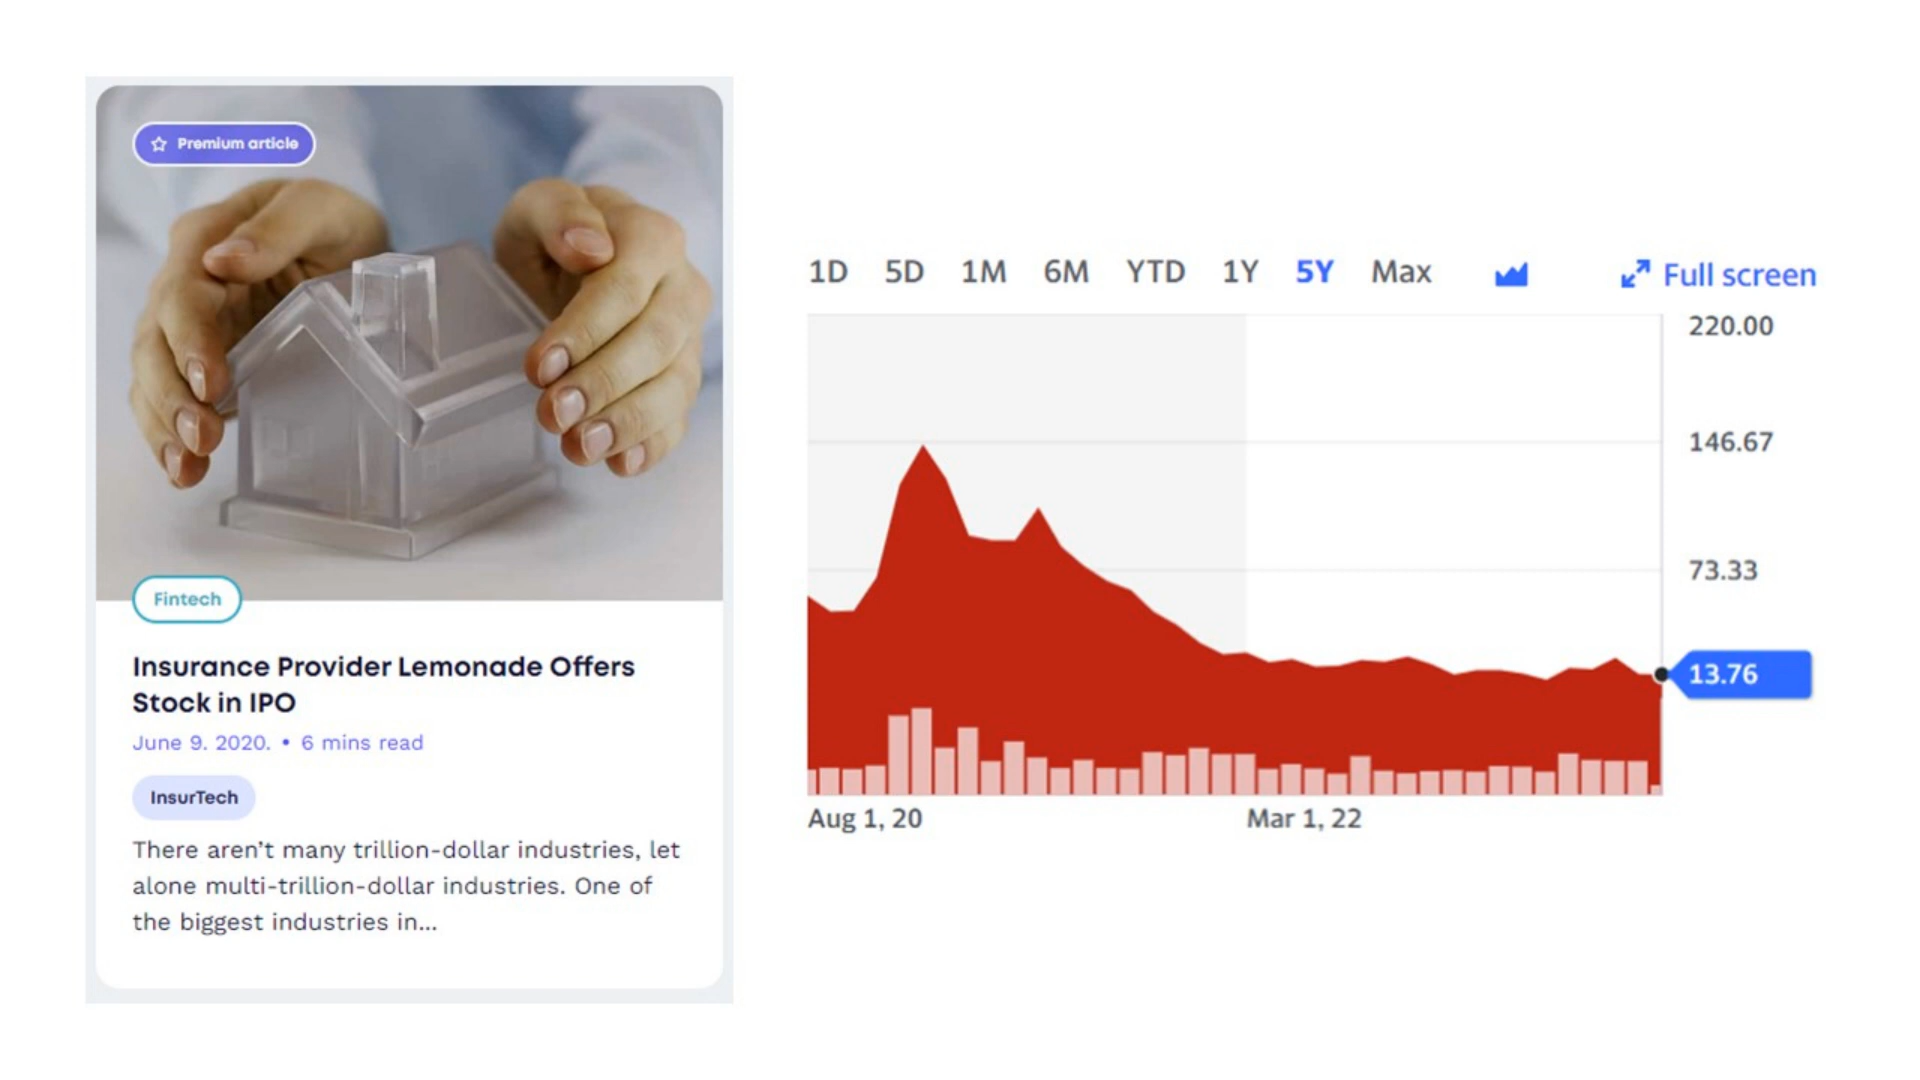 Premium article
Fintech
Insurance Provider Lemonade Offers
Stock in IPO
June 9. 2020. • 6 mins read
InsurTech
There aren't many trillion-dollar industries, let
alone multi-trillion-dollar industries. One of
the biggest industries in...
1D 5D 1M 6M YTD 1Y 5Y Max Full screen
220.00
146.67
73.33
13.76
Aug 1, 20 Mar 1, 22